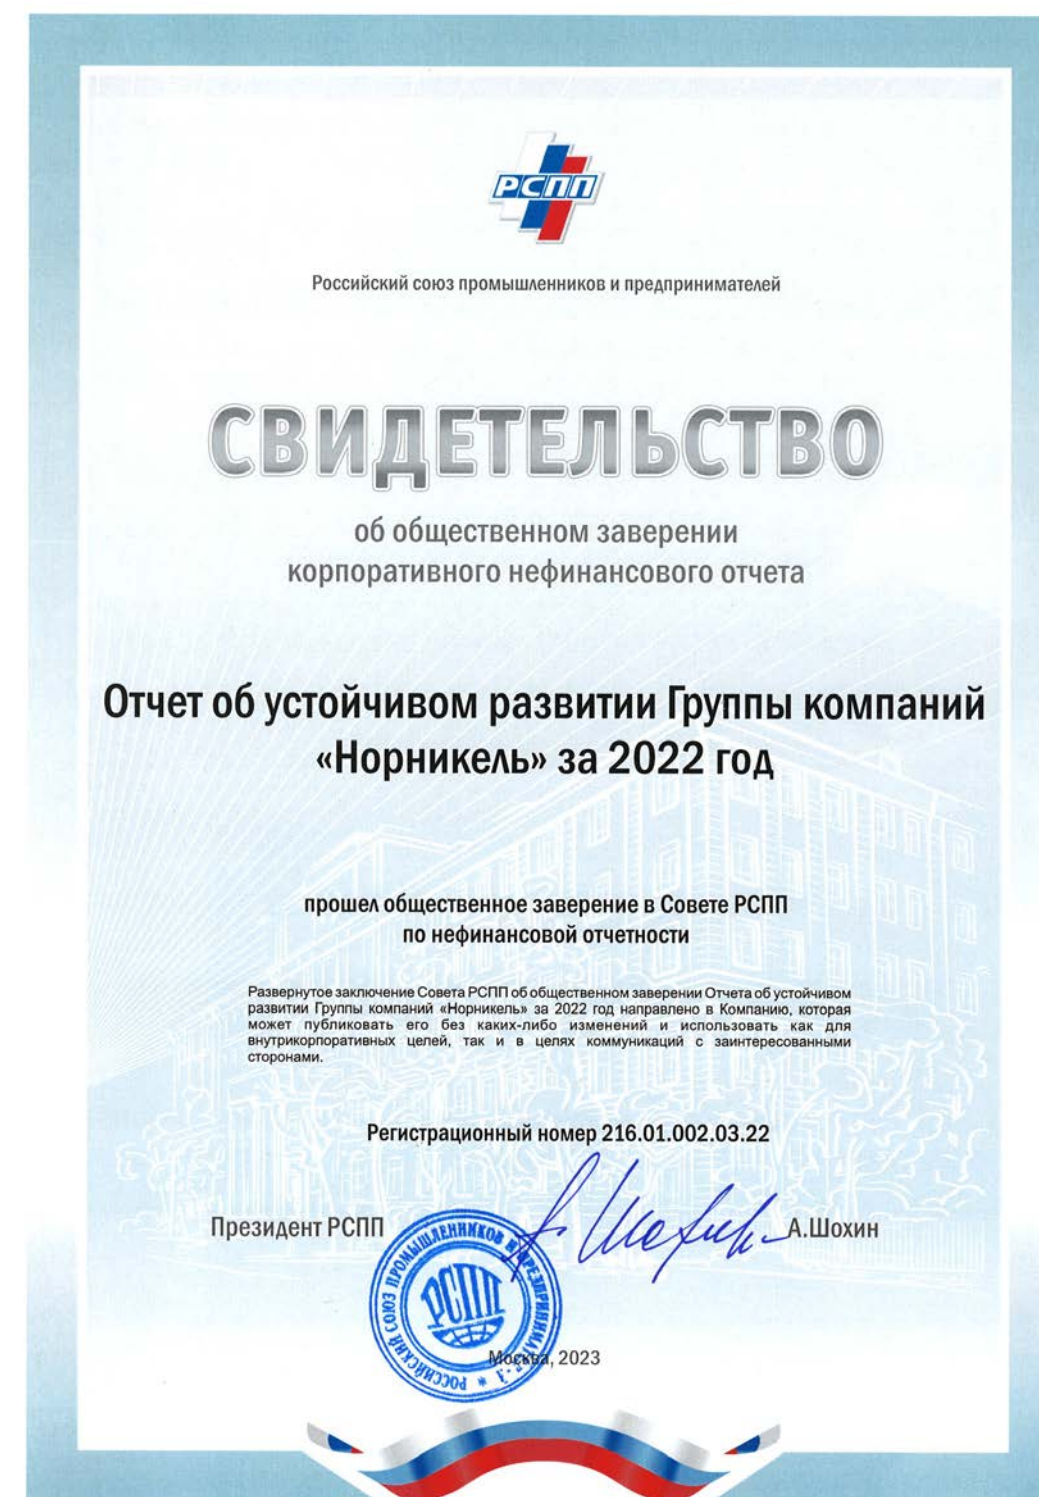 РСПП
Российский союз промышленников и предпринимателей
СВИДЕТЕЛЬСТВО
об общественном заверении
корпоративного нефинансового отчета
Отчет об устойчивом развитии Группы компаний
«Норникель» за 2022 год
прошел общественное заверение в Совете РСПП
по нефинансовой отчетности
Развернутое заключение Совета РСПП об общественном заверении Отчета об устойчивом
развитии Группы компаний «Норникель» за 2022 год направлено в Компанию, которая
может публиковать его без каких-либо изменений и использовать как для
внутрикорпоративных целей, так и в целях коммуникаций с заинтересованными
сторонами.
Регистрационный номер 216.01.002.03.22
Президент РСПП
А.Шохин
РОССИЙСКИЙ СОЮЗ ПРОМЫШЛЕННИКОВ И
РСПП
Москва, 2023